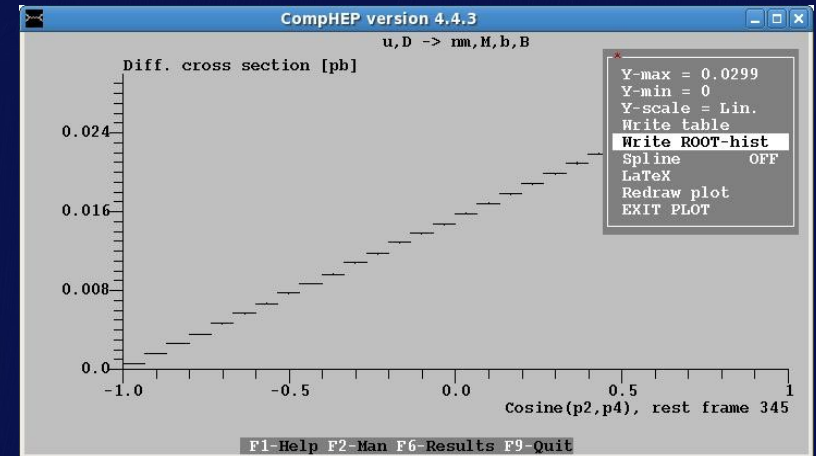 CompHEP version 4.4.3
u,D -> nm,M,b,B
Diff. cross section [pb]
*
Y-max = 0.0299
Y-min = 0
Y-scale = Lin.
Write table
Write ROOT-hist
Spline OFF
LaTeX
Redraw plot
EXIT PLOT
0.024
0.016
0.008
0.0
-1.0 -0.5 0.0 0.5 1
Cosine(p2,p4), rest frame 345
F1-Help F2-Man F6-Results F9-Quit